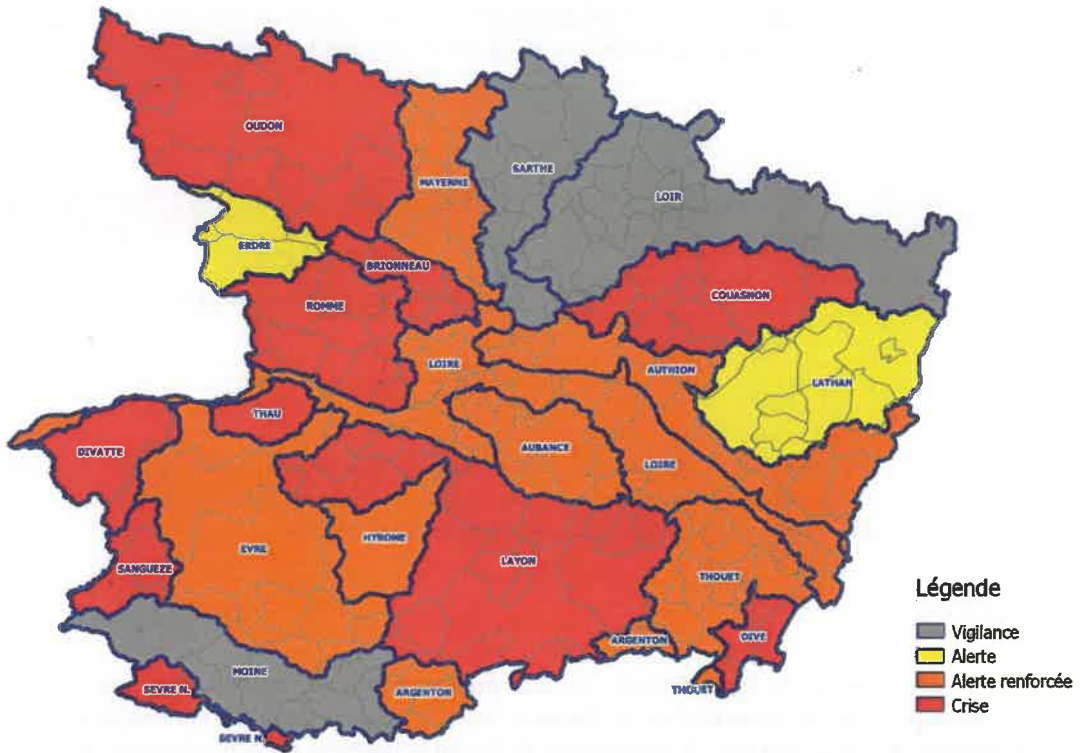 OUDON
MAYENNE
SARTHE
LOIR
ERDRE
BRIONNEAU
ROMME
COUASNON
LOIRE
AUTHION
LATHAN
THAU
DIVATTE
AUBANCE
LOIRE
EVRE
HYROME
LAYON
SANGUEZE
THOUET
ARGENTON
DIVE
MOINE
SEVRE N.
ARGENTON
THOUET
SEVRE N.
Légende
Vigilance
Alerte
Alerte renforcée
Crise